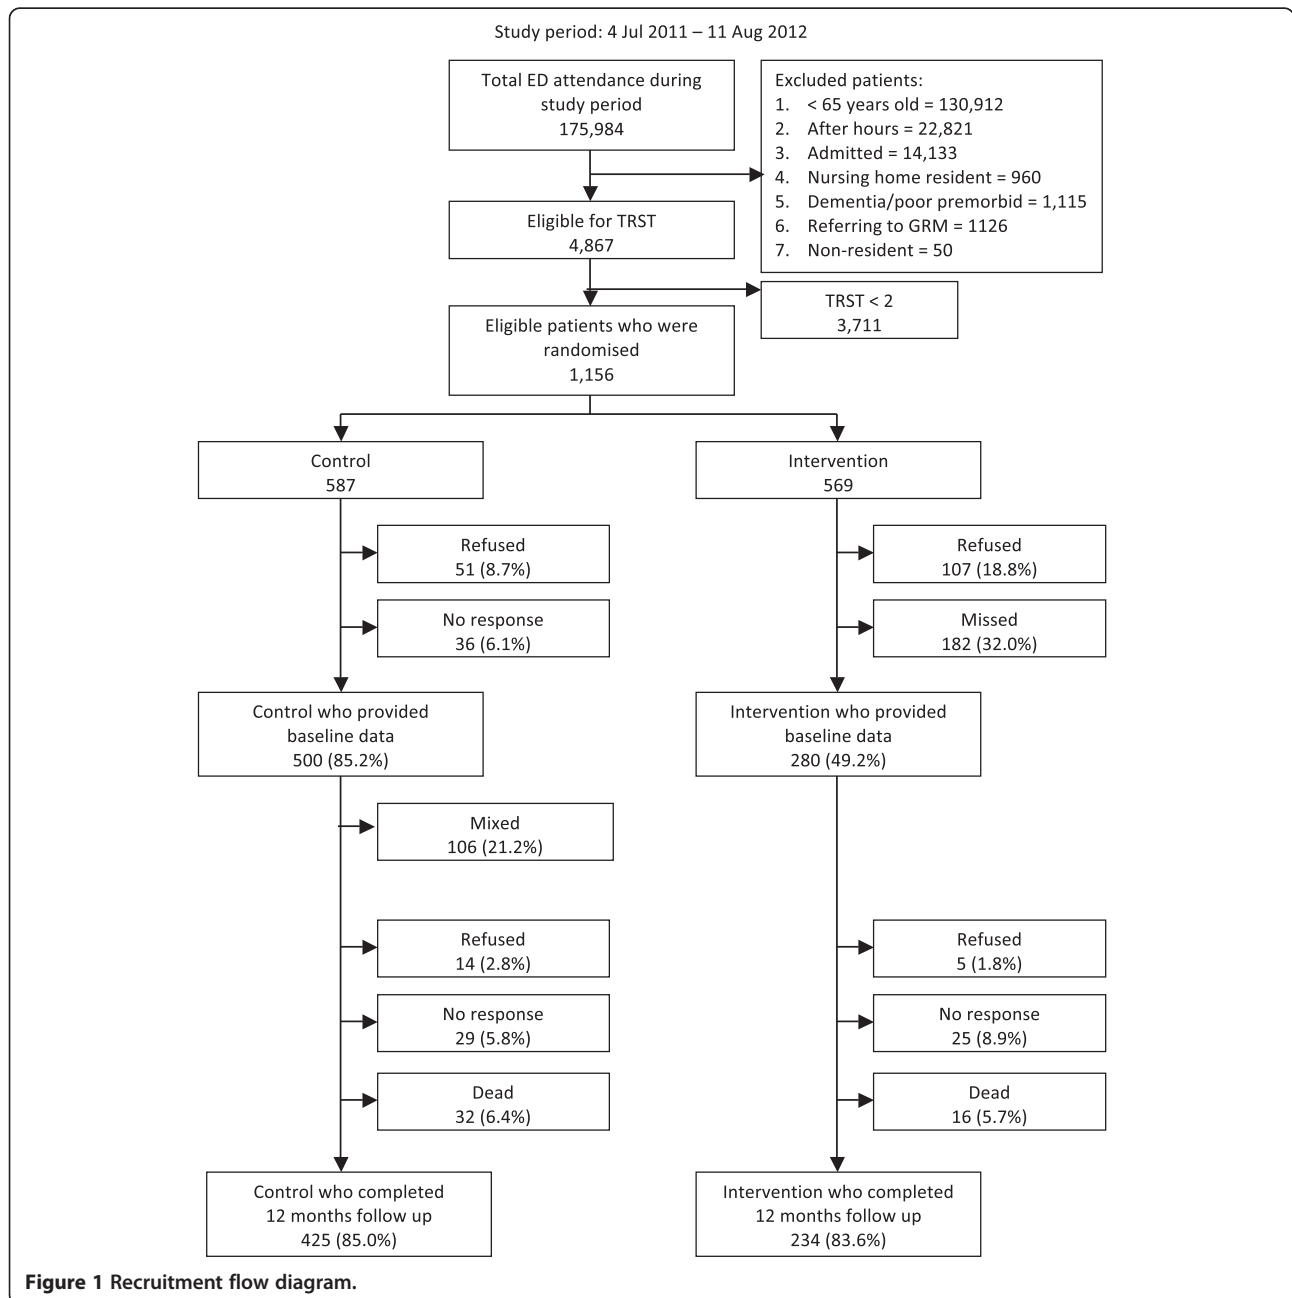 Study period: 4 Jul 2011 – 11 Aug 2012
Total ED attendance during
study period
175,984
Excluded patients:
1. < 65 years old = 130,912
2. After hours = 22,821
3. Admitted = 14,133
4. Nursing home resident = 960
5. Dementia/poor premorbid = 1,115
6. Referring to GRM = 1126
7. Non-resident = 50
Eligible for TRST
4,867
TRST < 2
3,711
Eligible patients who were
randomised
1,156
Control
587
Intervention
569
Refused
51 (8.7%)
Refused
107 (18.8%)
No response
36 (6.1%)
Missed
182 (32.0%)
Control who provided
baseline data
500 (85.2%)
Intervention who provided
baseline data
280 (49.2%)
Mixed
106 (21.2%)
Refused
14 (2.8%)
Refused
5 (1.8%)
No response
29 (5.8%)
No response
25 (8.9%)
Dead
32 (6.4%)
Dead
16 (5.7%)
Control who completed
12 months follow up
425 (85.0%)
Intervention who completed
12 months follow up
234 (83.6%)
Figure 1 Recruitment flow diagram.